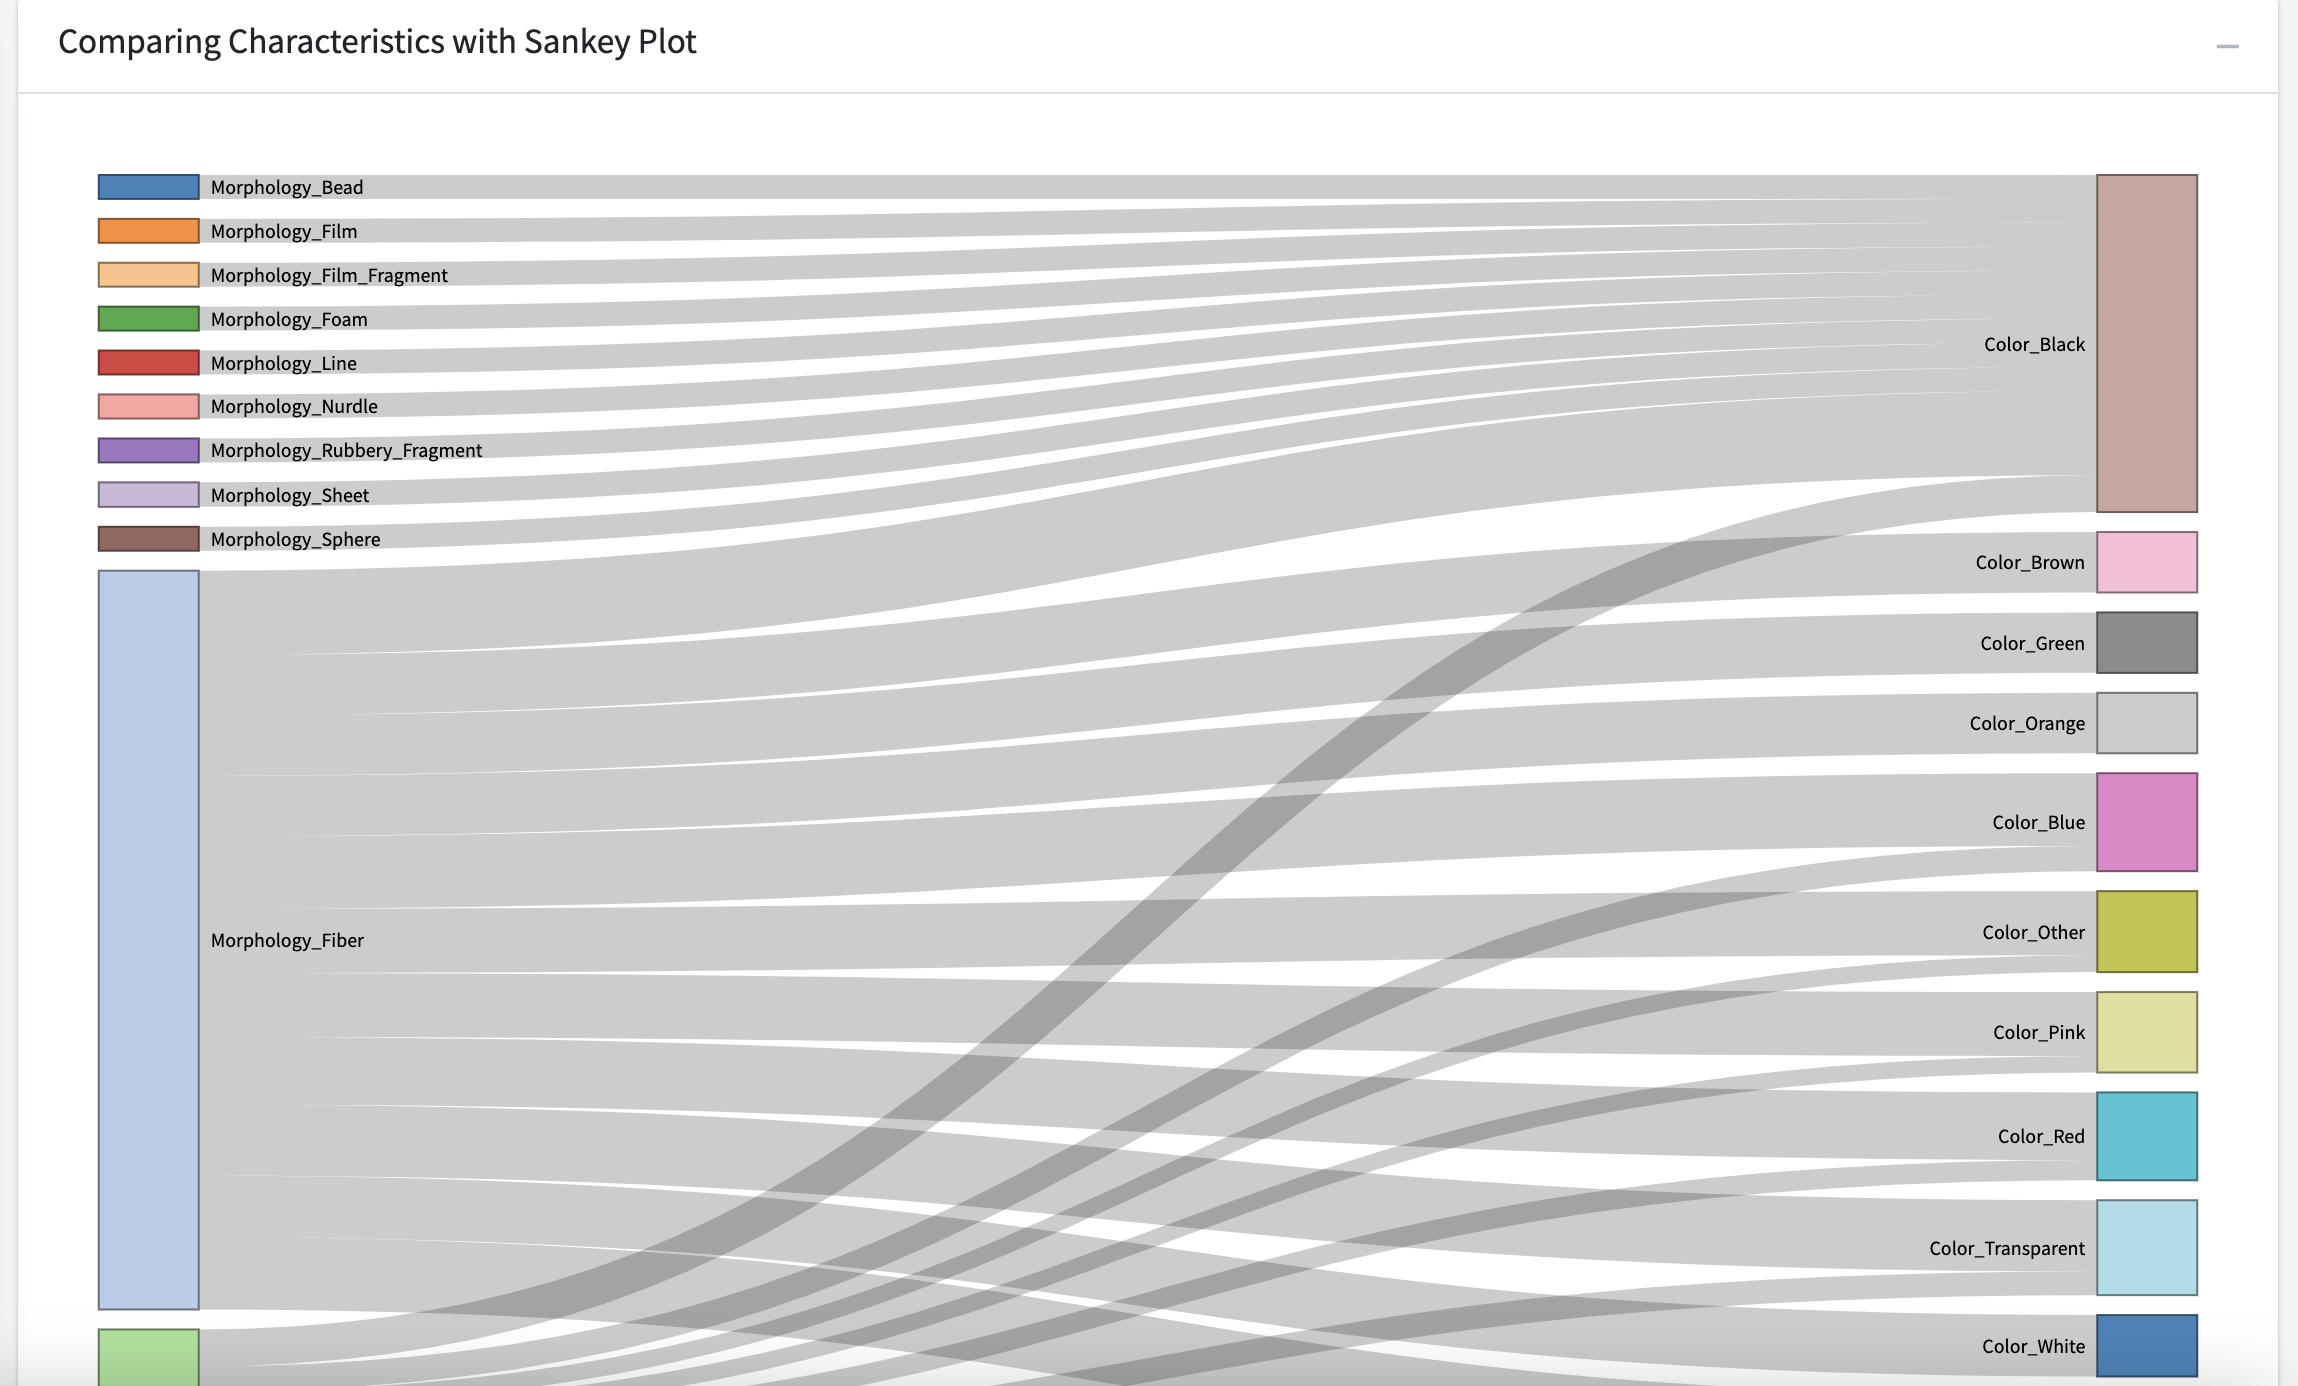 Comparing Characteristics with Sankey Plot
Morphology_Bead
Morphology_Film
Morphology_Film_Fragment
Morphology_Foam
Morphology_Line
Morphology_Nurdle
Morphology_Rubbery_Fragment
Morphology_Sheet
Morphology_Sphere
Morphology_Fiber
Color_Black
Color_Brown
Color_Green
Color_Orange
Color_Blue
Color_Other
Color_Pink
Color_Red
Color_Transparent
Color_White